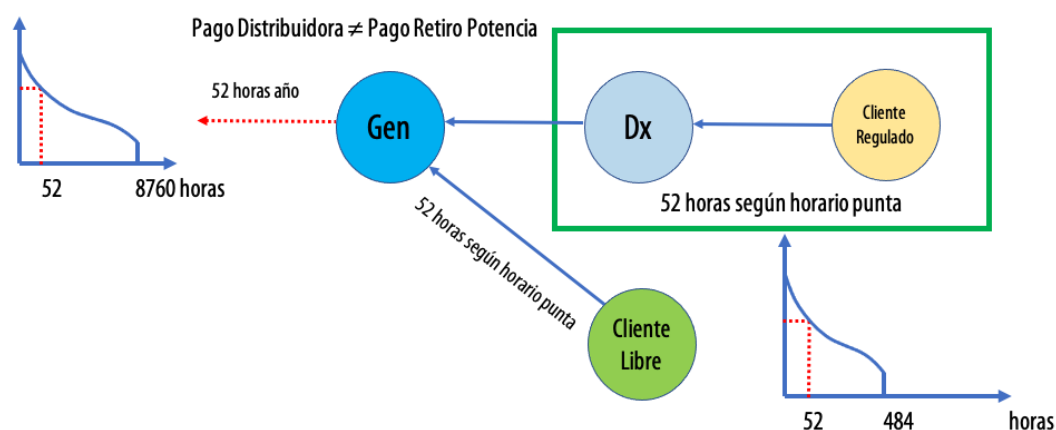 Pago Distribuidora ≠ Pago Retiro Potencia
52 horas año
Gen
Dx
Cliente
Regulado
52
8760 horas
52 horas según horario punta
52 horas según horario punta
Cliente
Libre
52
484
horas